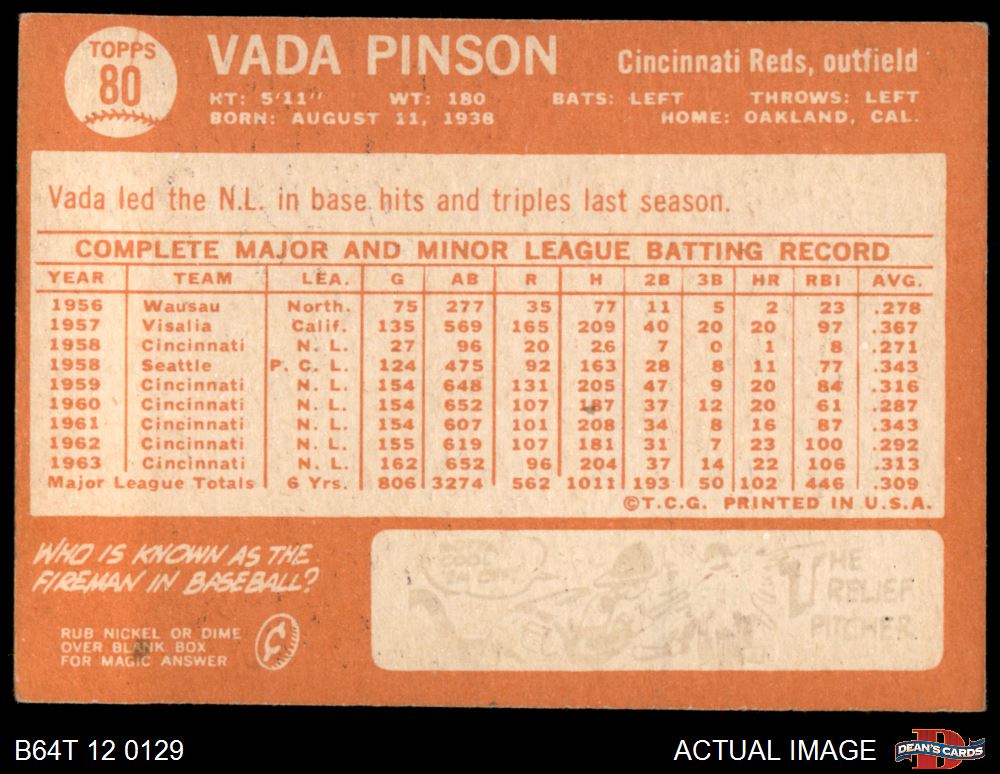 TOPPS
80
VADA PINSON
Cincinnati Reds, outfield
HT: 5'11" WT: 180 BATS: LEFT THROWS: LEFT
BORN: AUGUST 11, 1938 HOME: OAKLAND, CAL.
Vada led the N.L. in base hits and triples last season.
COMPLETE MAJOR AND MINOR LEAGUE BATTING RECORD
YEAR TEAM LEA. G AB R H 2B 3B HR RBI AVG.
1956 Wausau North. 75 277 35 77 11 5 2 23 .278
1957 Visalia Calif. 135 569 165 209 40 20 20 97 .367
1958 Cincinnati N. L. 27 96 20 26 7 0 1 8 .271
1958 Seattle P. C. L. 124 475 92 163 28 8 11 77 .343
1959 Cincinnati N. L. 154 648 131 205 47 9 20 84 .316
1960 Cincinnati N. L. 154 652 107 187 37 12 20 61 .287
1961 Cincinnati N. L. 154 607 101 208 34 8 16 87 .343
1962 Cincinnati N. L. 155 619 107 181 31 7 23 100 .292
1963 Cincinnati N. L. 162 652 96 204 37 14 22 106 .313
Major League Totals 6 Yrs. 806 3274 562 1011 193 50 102 446 .309
©T.C.G. PRINTED IN U.S.A.
WHO IS KNOWN AS THE
FIREMAN IN BASEBALL?
RUB NICKEL OR DIME
OVER BLANK BOX
FOR MAGIC ANSWER
THE
RELIEF
PITCHER
B64T 12 0129
ACTUAL IMAGE
DEAN'S CARDS